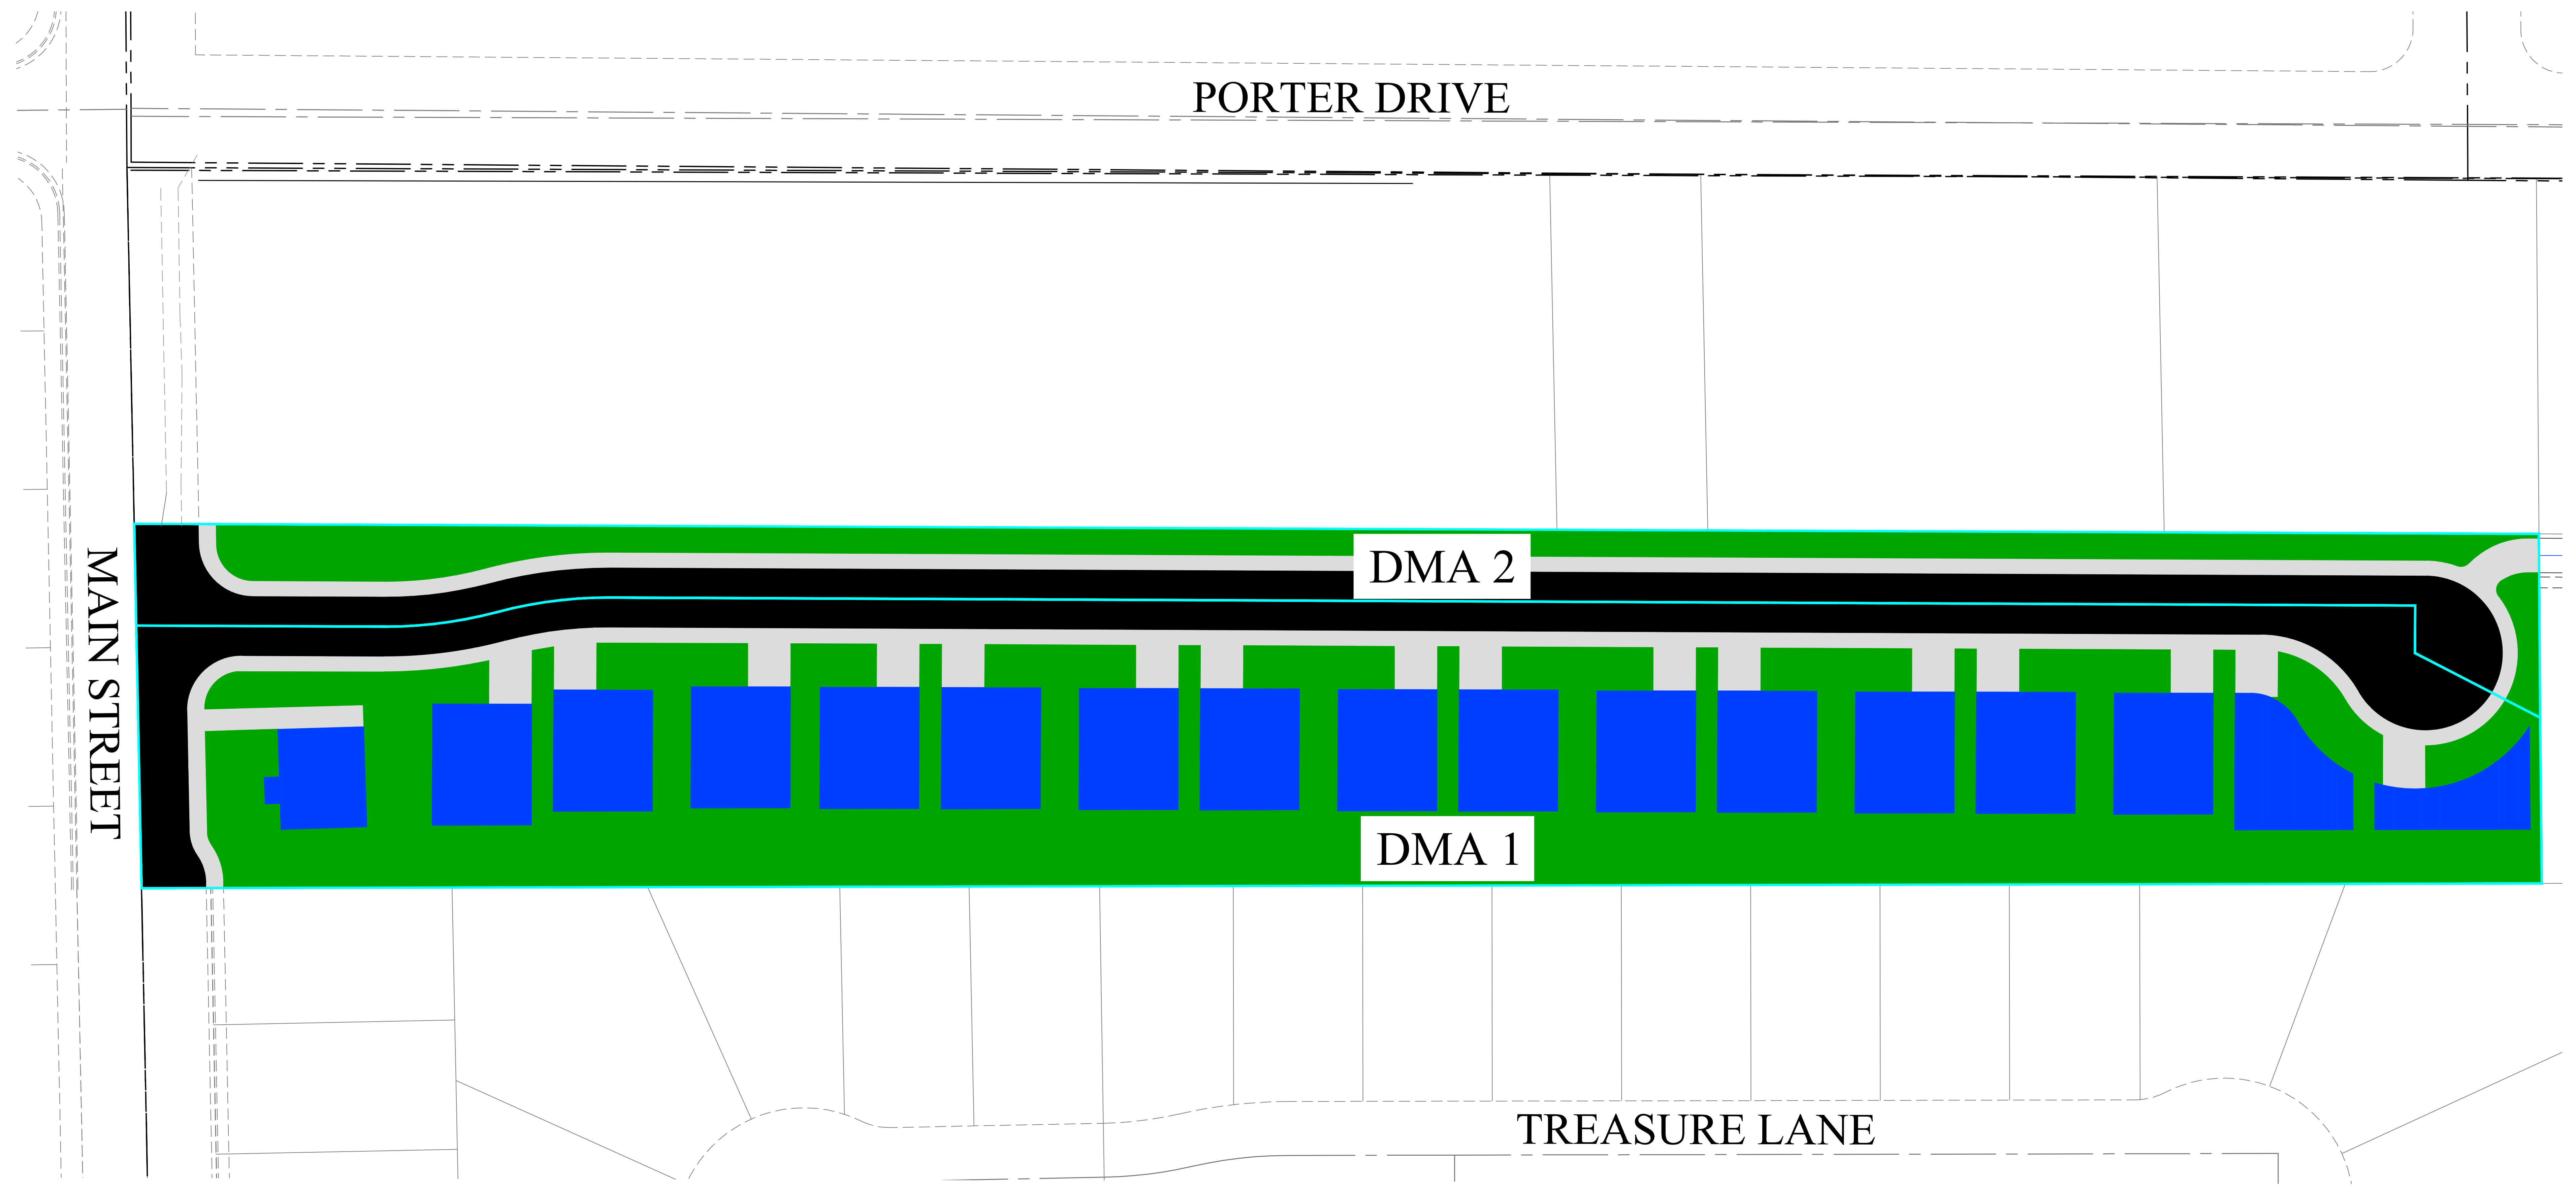 PORTER DRIVE
DMA 2
MAIN STREET
DMA 1
TREASURE LANE